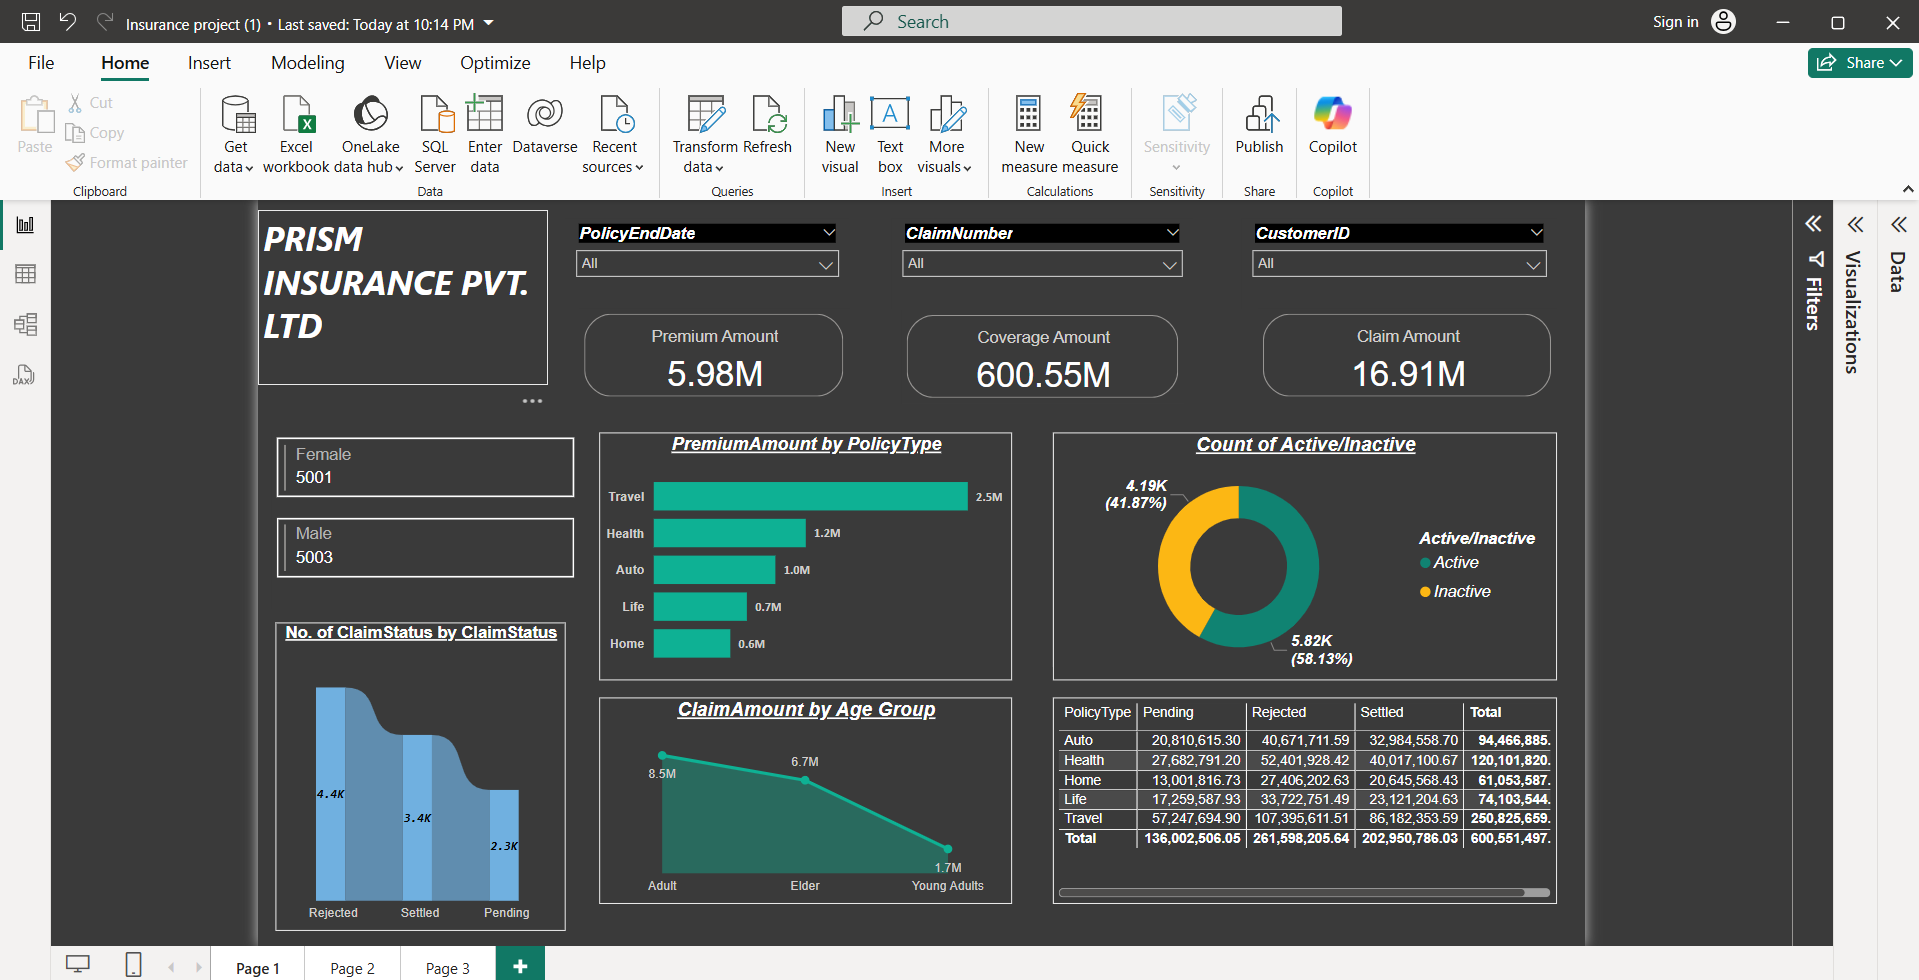 Insurance project (1) • Last saved: Today at 10:14 PM
Search
Sign in
File Home Insert Modeling View Optimize Help
Share
Paste
Cut
Copy
Format painter
Clipboard
Get data
Excel workbook
OneLake data hub
SQL Server
Enter data
Dataverse
Recent sources
Data
Transform data
Refresh
Queries
New visual
Text box
More visuals
Insert
New measure
Quick measure
Calculations
Sensitivity
Sensitivity
Publish
Share
Copilot
Copilot
DAX
PRISM
INSURANCE PVT.
LTD
PolicyEndDate
All
ClaimNumber
All
CustomerID
All
Premium Amount
5.98M
Coverage Amount
600.55M
Claim Amount
16.91M
Female
5001
Male
5003
No. of ClaimStatus by ClaimStatus
4.4K
3.4K
2.3K
Rejected Settled Pending
PremiumAmount by PolicyType
Travel 2.5M
Health 1.2M
Auto 1.0M
Life 0.7M
Home 0.6M
ClaimAmount by Age Group
8.5M
6.7M
1.7M
Adult Elder Young Adults
Count of Active/Inactive
4.19K
(41.87%)
5.82K
(58.13%)
Active/Inactive
Active
Inactive
PolicyType Pending Rejected Settled Total
Auto 20,810,615.30 40,671,711.59 32,984,558.70 94,466,885.
Health 27,682,791.20 52,401,928.42 40,017,100.67 120,101,820.
Home 13,001,816.73 27,406,202.63 20,645,568.43 61,053,587.
Life 17,259,587.93 33,722,751.49 23,121,204.63 74,103,544.
Travel 57,247,694.90 107,395,611.51 86,182,353.59 250,825,659.
Total 136,002,506.05 261,598,205.64 202,950,786.03 600,551,497.
Filters
Visualizations
Data
Page 1 Page 2 Page 3